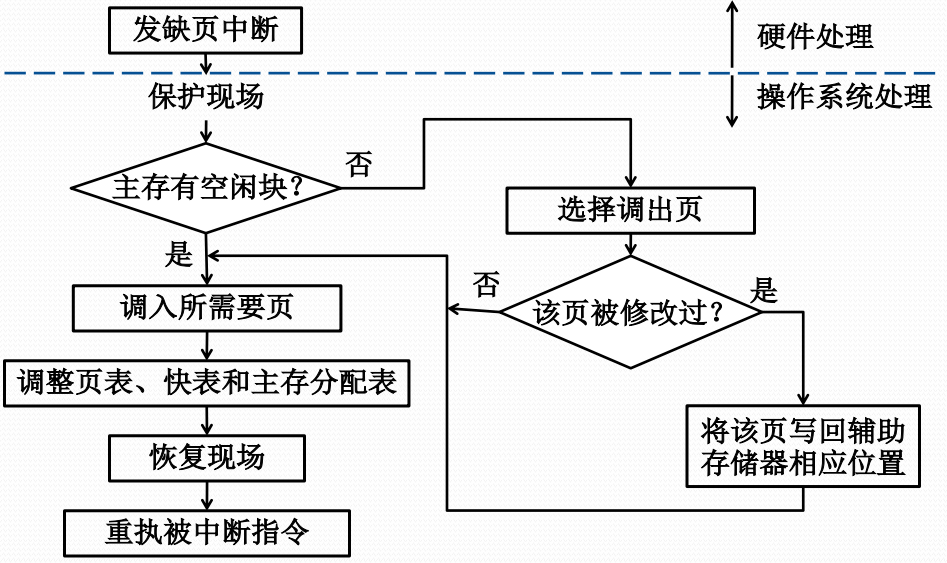 发缺页中断
硬件处理
保护现场
操作系统处理
主存有空闲块？
否
选择调出页
是
调入所需要页
否
该页被修改过？
是
调整页表、快表和主存分配表
将该页写回辅助
存储器相应位置
恢复现场
重执被中断指令